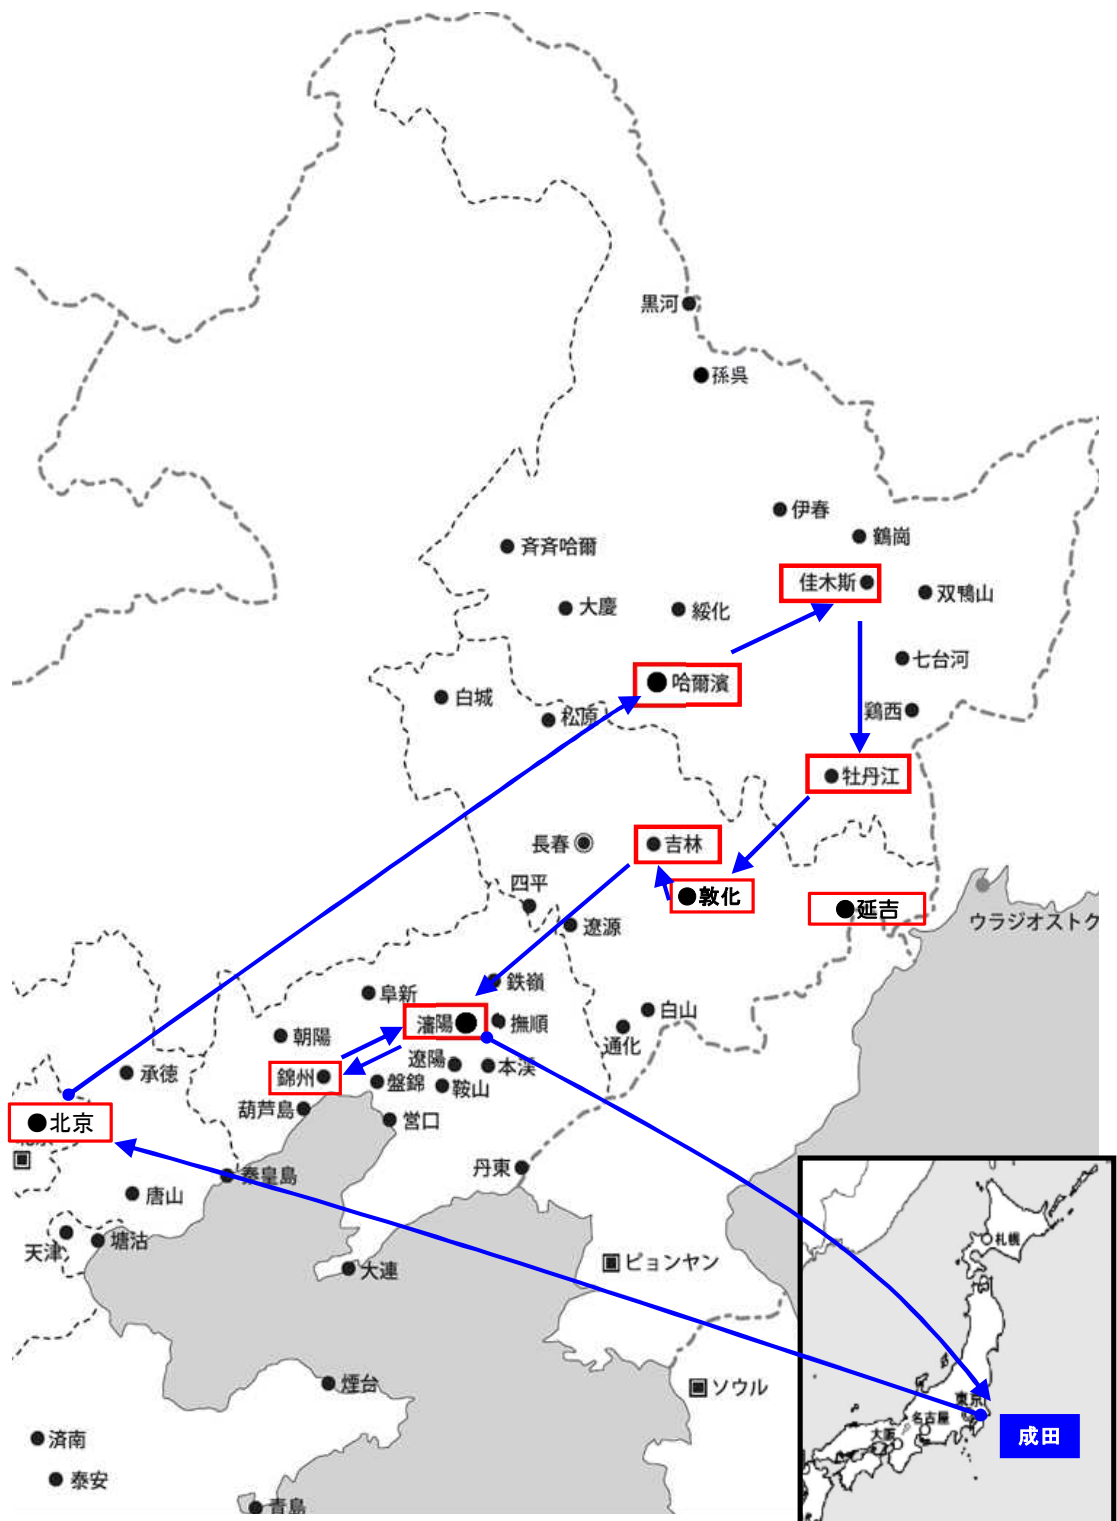 黒河
孫呉
伊春
鶴崗
斉斉哈爾
佳木斯
双鴨山
大慶
綏化
七台河
哈爾濱
白城
松原
鶏西
牡丹江
長春
吉林
四平
敦化
延吉
遼源
ウラジオストク
鉄嶺
阜新
白山
瀋陽
撫順
朝陽
通化
遼陽
本渓
承徳
錦州
盤錦
鞍山
葫芦島
営口
北京
丹東
秦皇島
唐山
天津
塘沽
大連
ピョンヤン
札幌
煙台
ソウル
東京
名古屋
大阪
成田
済南
泰安
青島